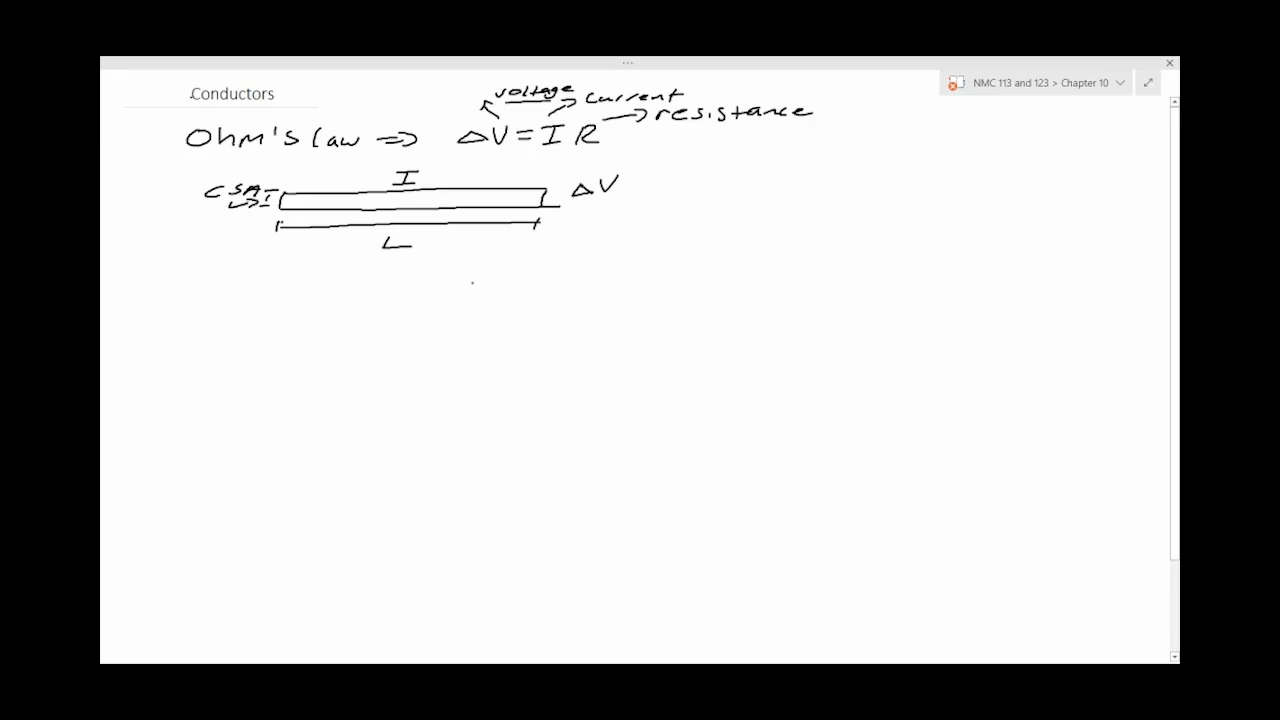 NMC 113 and 123 > Chapter 10
.Conductors
voltage
current
resistance
Ohm's law => ΔV = I R
I
CSA
ΔV
L